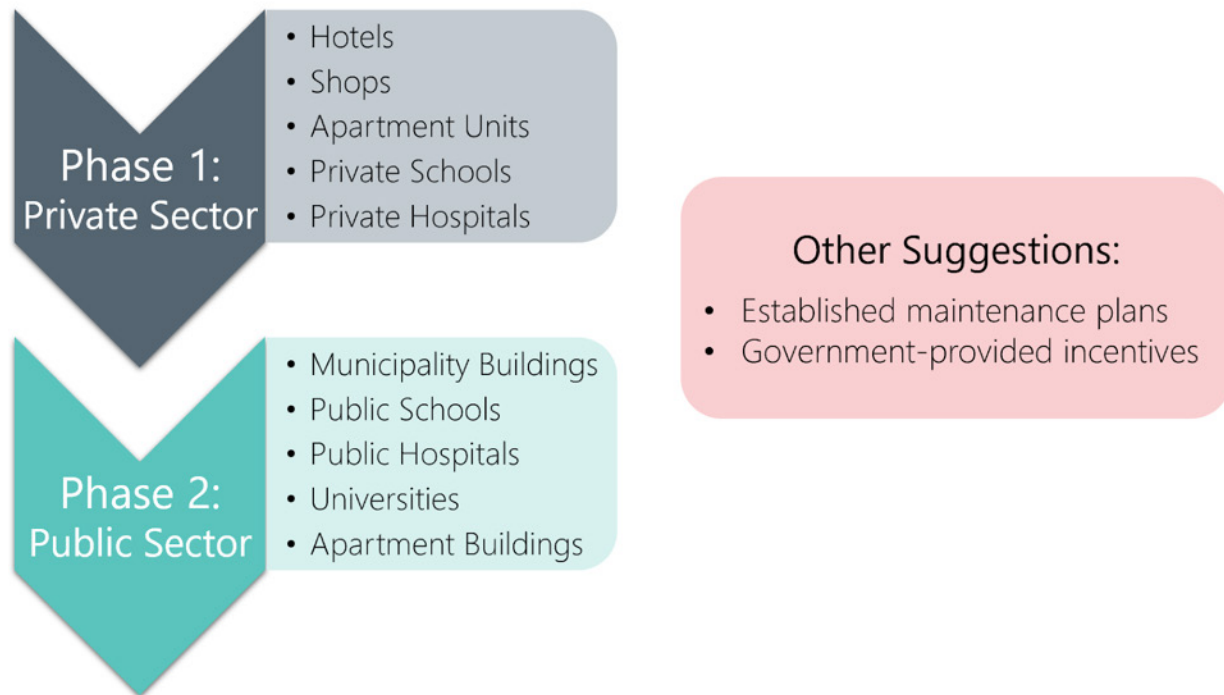 Phase 1:
Private Sector
• Hotels
• Shops
• Apartment Units
• Private Schools
• Private Hospitals
Phase 2:
Public Sector
• Municipality Buildings
• Public Schools
• Public Hospitals
• Universities
• Apartment Buildings
Other Suggestions:
• Established maintenance plans
• Government-provided incentives